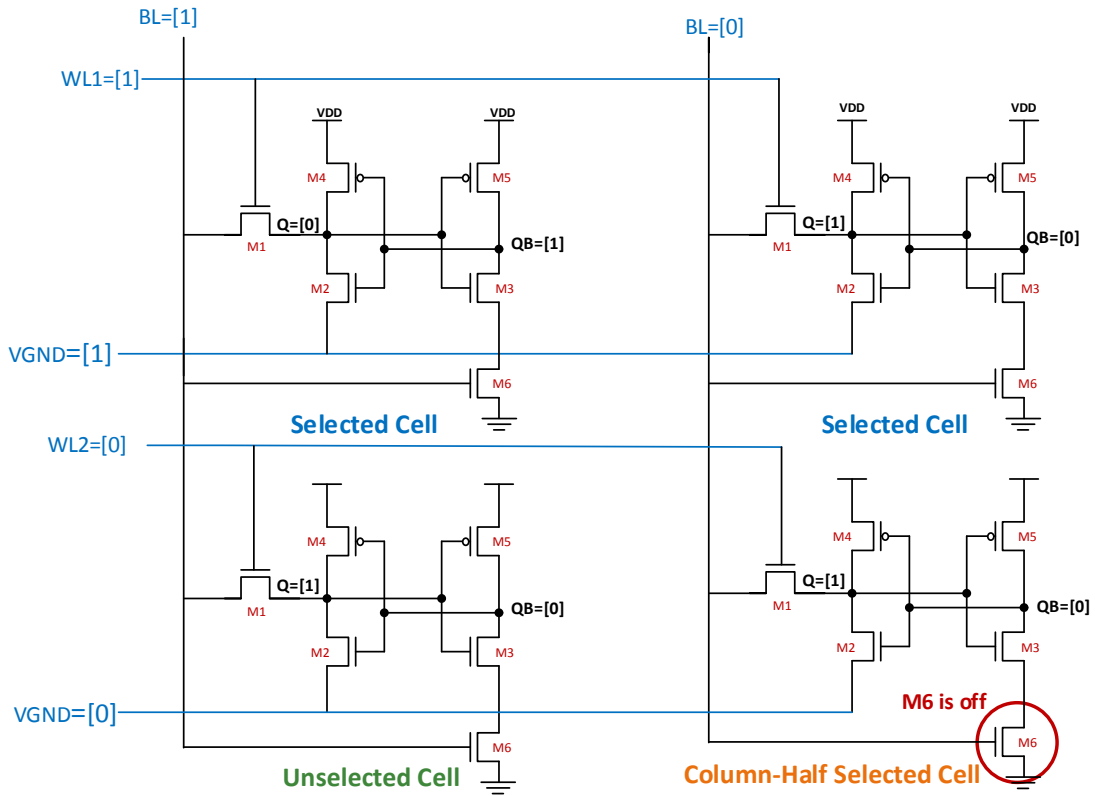 BL=[1]
BL=[0]
WL1=[1]
VDD
VDD
VDD
VDD
M4
M5
M4
M5
M1
Q=[0]
QB=[1]
M1
Q=[1]
QB=[0]
M2
M3
M2
M3
VGND=[1]
M6
M6
Selected Cell
Selected Cell
WL2=[0]
M4
M5
M4
M5
M1
Q=[1]
QB=[0]
M1
Q=[1]
QB=[0]
M2
M3
M2
M3
VGND=[0]
M6 is off
M6
M6
Unselected Cell
Column-Half Selected Cell